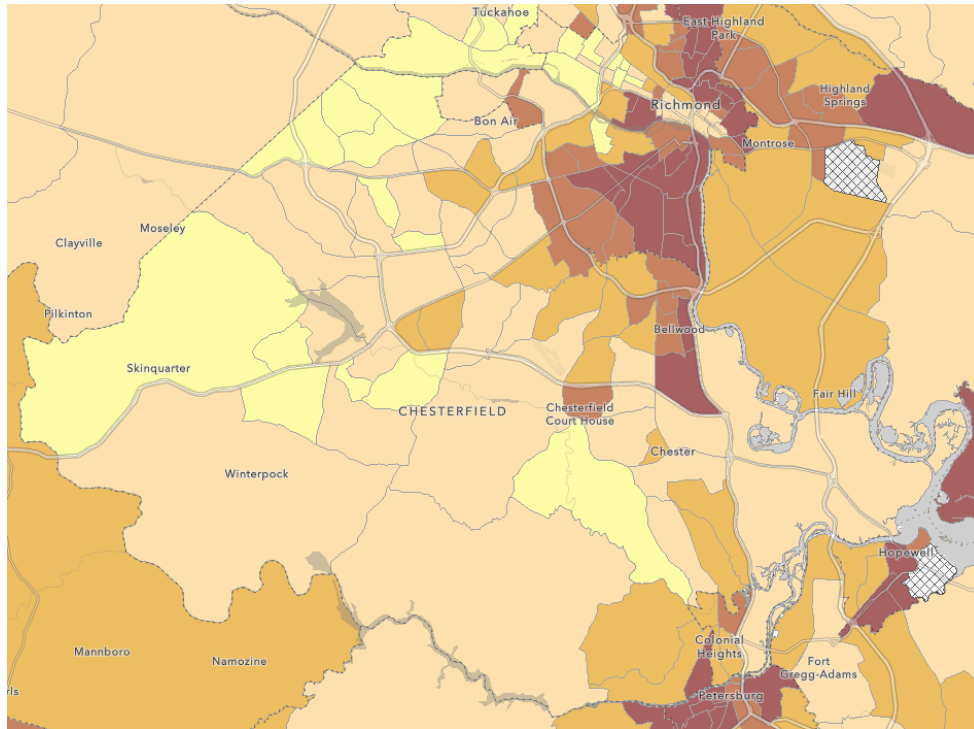 Tuckahoe
East Highland
Park
Highland
Springs
Richmond
Bon Air
Montrose
Moseley
Clayville
Pilkinton
Bellwood
Skinquarter
Fair Hill
CHESTERFIELD
Chesterfield
Court House
Chester
Winterpock
Hopewell
Colonial
Heights
Mannboro
Namozine
Fort
Gregg-Adams
rls
Petersburg